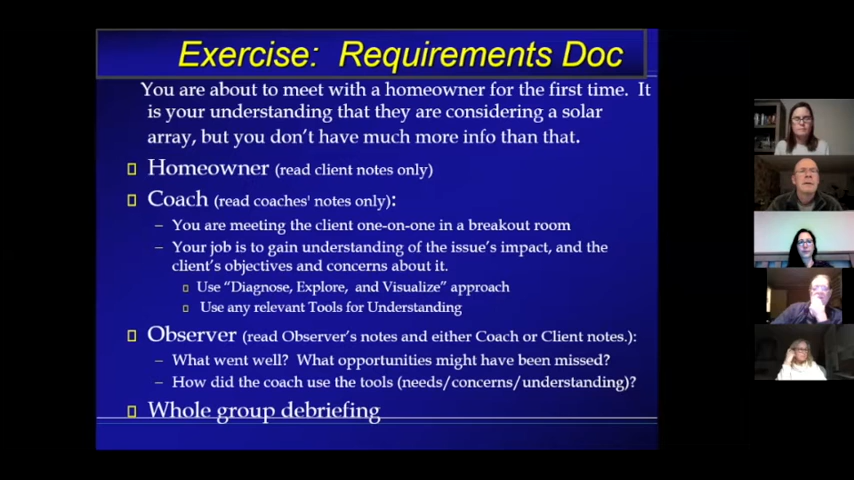 Exercise: Requirements Doc
You are about to meet with a homeowner for the first time. It
is your understanding that they are considering a solar
array, but you don't have much more info than that.
Homeowner (read client notes only)
Coach (read coaches' notes only):
– You are meeting the client one-on-one in a breakout room
– Your job is to gain understanding of the issue's impact, and the
client's objectives and concerns about it.
Use “Diagnose, Explore, and Visualize” approach
Use any relevant Tools for Understanding
Observer (read Observer's notes and either Coach or Client notes.):
– What went well? What opportunities might have been missed?
– How did the coach use the tools (needs/concerns/understanding)?
Whole group debriefing